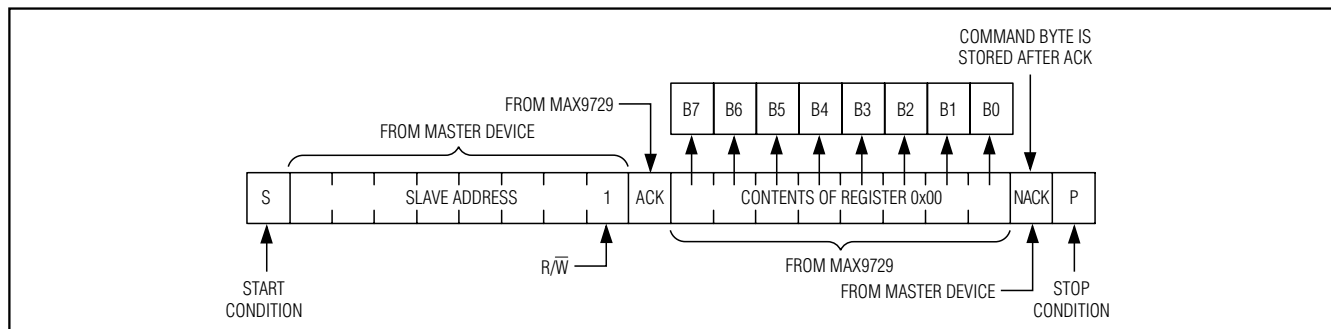 COMMAND BYTE IS
STORED AFTER ACK
B7 B6 B5 B4 B3 B2 B1 B0
FROM MAX9729
FROM MASTER DEVICE
S SLAVE ADDRESS 1 ACK CONTENTS OF REGISTER 0x00 NACK P
R/W̅
FROM MAX9729
START
CONDITION
FROM MASTER DEVICE
STOP
CONDITION